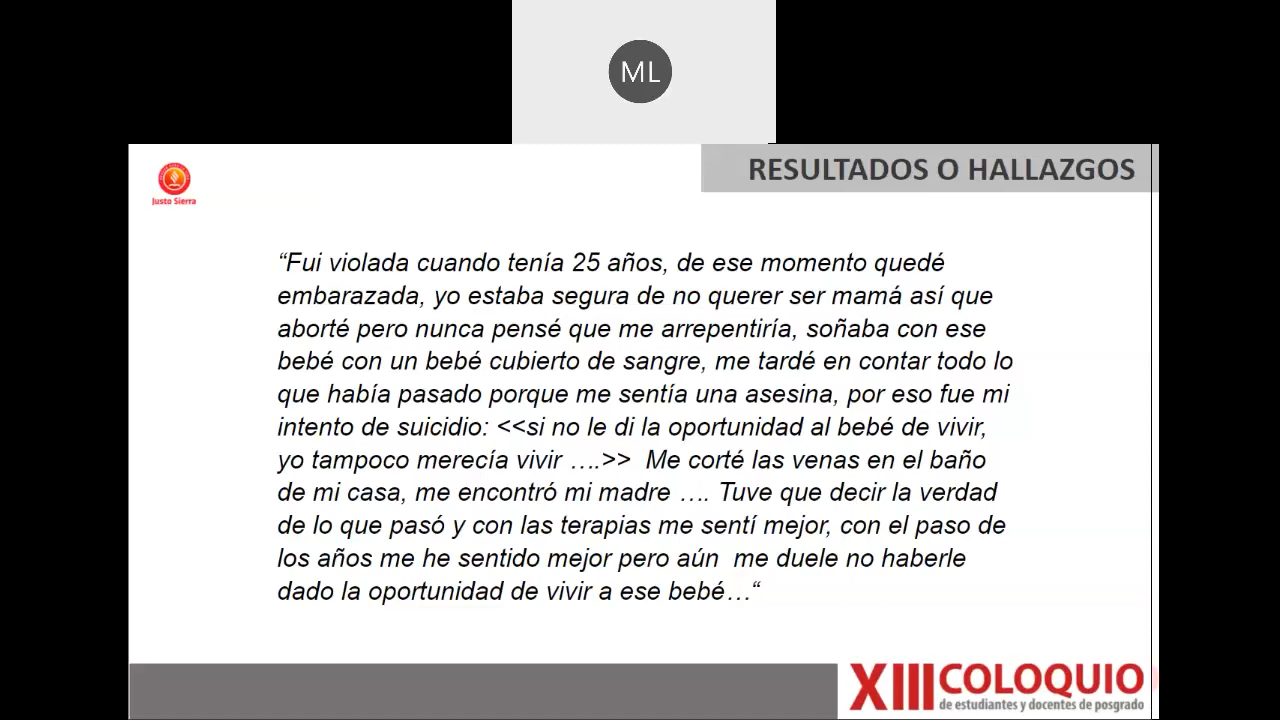 ML
RESULTADOS O HALLAZGOS
Justo Sierra
“Fui violada cuando tenía 25 años, de ese momento quedé
embarazada, yo estaba segura de no querer ser mamá así que
aborté pero nunca pensé que me arrepentiría, soñaba con ese
bebé con un bebé cubierto de sangre, me tardé en contar todo lo
que había pasado porque me sentía una asesina, por eso fue mi
intento de suicidio: <<si no le di la oportunidad al bebé de vivir,
yo tampoco merecía vivir ….>>  Me corté las venas en el baño
de mi casa, me encontró mi madre …. Tuve que decir la verdad
de lo que pasó y con las terapias me sentí mejor, con el paso de
los años me he sentido mejor pero aún  me duele no haberle
dado la oportunidad de vivir a ese bebé…“
XIII COLOQUIO
de estudiantes y docentes de posgrado